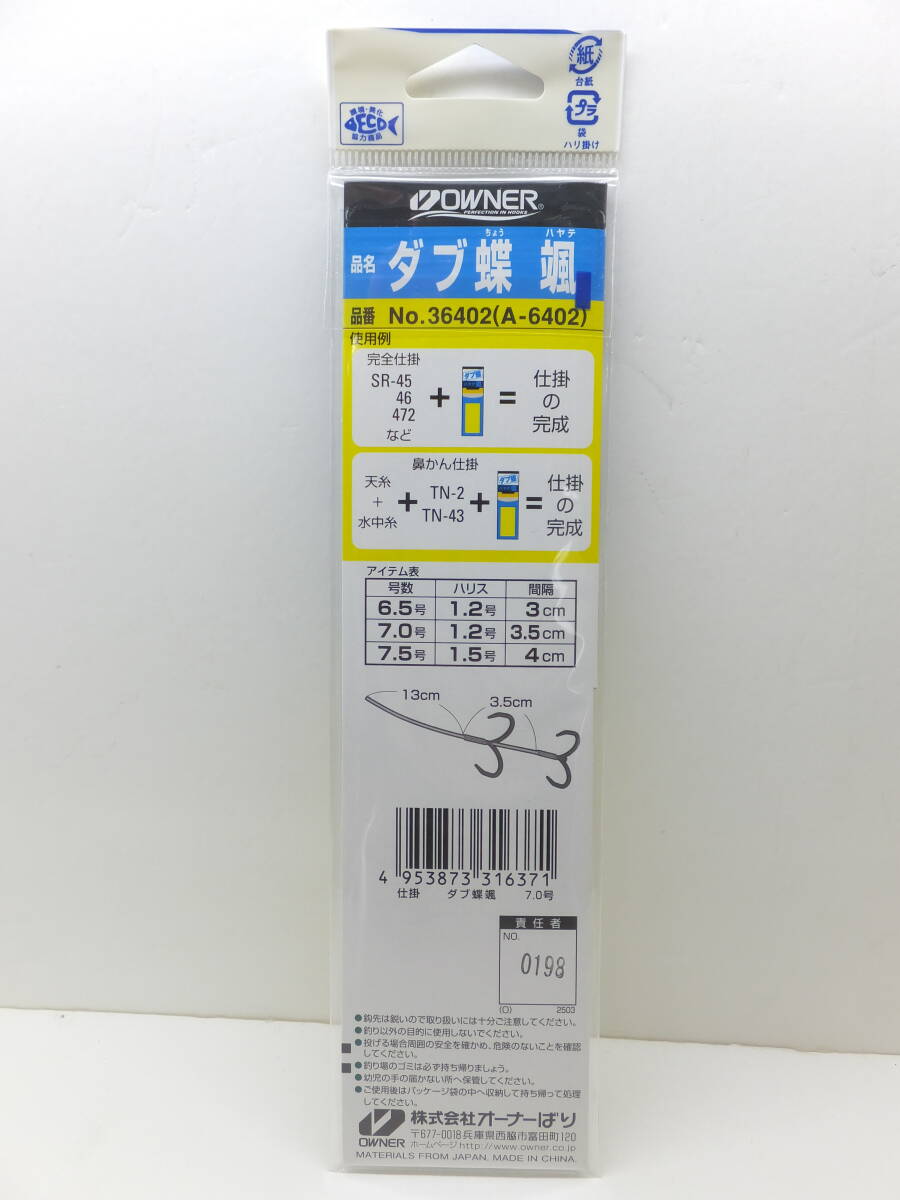 紙
台紙
プラ
袋
ハリ掛け
環境・美化
ECO
協力商品
OWNER®
PERFECTION IN HOOKS
ちょう ハヤテ
品名 ダブ蝶 颯
品番 No.36402(A-6402)
使用例
完全仕掛
SR-45
46
472
など
+
ダブ蝶
=
仕掛
の
完成
鼻かん仕掛
天糸
+
水中糸
+
TN-2
TN-43
+
ダブ蝶
=
仕掛
の
完成
アイテム表
号数 ハリス 間隔
6.5号 1.2号 3cm
7.0号 1.2号 3.5cm
7.5号 1.5号 4cm
13cm 3.5cm
4 953873 316371
仕掛 ダブ蝶颯 7.0号
責任者
NO.
0198
(O) 2503
●鈎先は鋭いので取り扱いには十分ご注意してください。
●釣り以外の目的に使用しないでください。
●投げる場合周囲の安全を確かめ、危険のないことを確認
してください。
●釣り場のゴミは必ず持ち帰りましょう。
●幼児の手の届かない所へ保管してください。
●ご使用後はパッケージ袋の中へ収納して持ち帰って処理
してください。
OWNER
株式会社オーナーばり
〒677-0018兵庫県西脇市富田町120
ホームページhttp://www.owner.co.jp
MATERIALS FROM JAPAN. MADE IN CHINA.